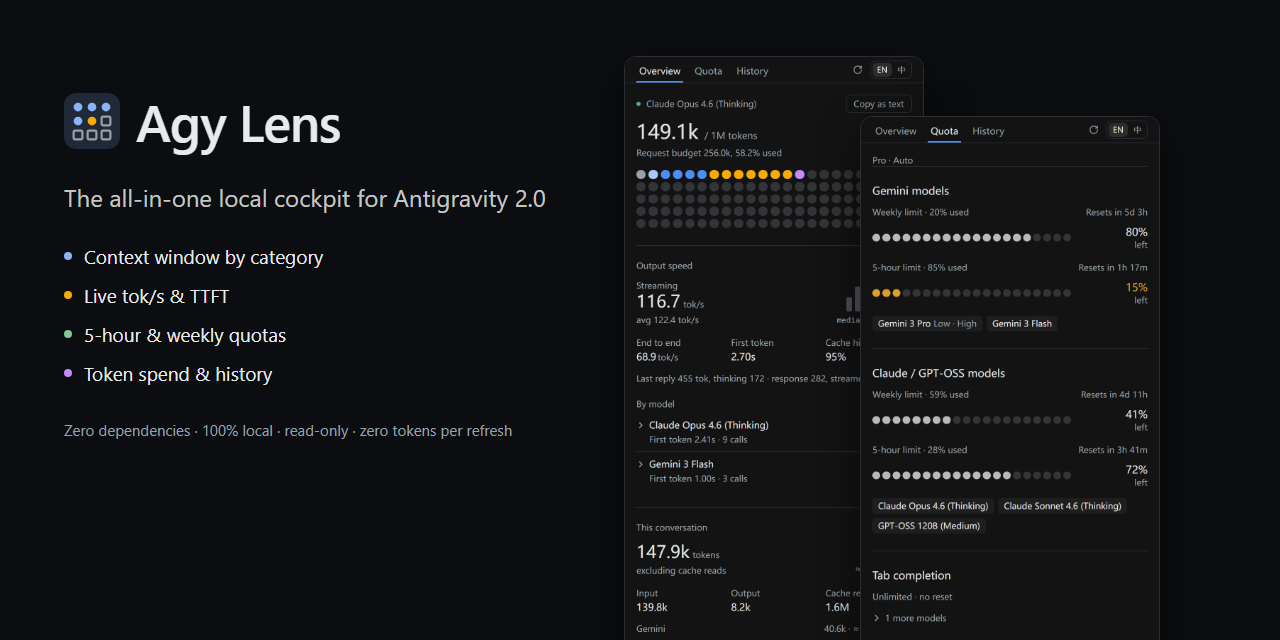 Agy Lens
The all-in-one local cockpit for Antigravity 2.0
Context window by category
Live tok/s & TTFT
5-hour & weekly quotas
Token spend & history
Zero dependencies · 100% local · read-only · zero tokens per refresh
Overview Quota History EN 中
Claude Opus 4.6 (Thinking) Copy as text
149.1k / 1M tokens
Request budget 256.0k, 58.2% used
Output speed
Streaming
116.7 tok/s
avg 122.4 tok/s media
End to end First token Cache hi
68.9 tok/s 2.70s 95%
Last reply 455 tok, thinking 172 · response 282, streame
By model
Claude Opus 4.6 (Thinking)
First token 2.41s · 9 calls
Gemini 3 Flash
First token 1.00s · 3 calls
This conversation
147.9k tokens
excluding cache reads ≈
Input Output Cache re
139.8k 8.2k 1.6M
Gemini 40.6k · ≈
Overview Quota History EN 中
Pro · Auto
Gemini models
Weekly limit · 20% used Resets in 5d 3h
80%
left
5-hour limit · 85% used Resets in 1h 17m
15%
left
Gemini 3 Pro Low · High Gemini 3 Flash
Claude / GPT-OSS models
Weekly limit · 59% used Resets in 4d 11h
41%
left
5-hour limit · 28% used Resets in 3h 41m
72%
left
Claude Opus 4.6 (Thinking) Claude Sonnet 4.6 (Thinking)
GPT-OSS 120B (Medium)
Tab completion
Unlimited · no reset
1 more models